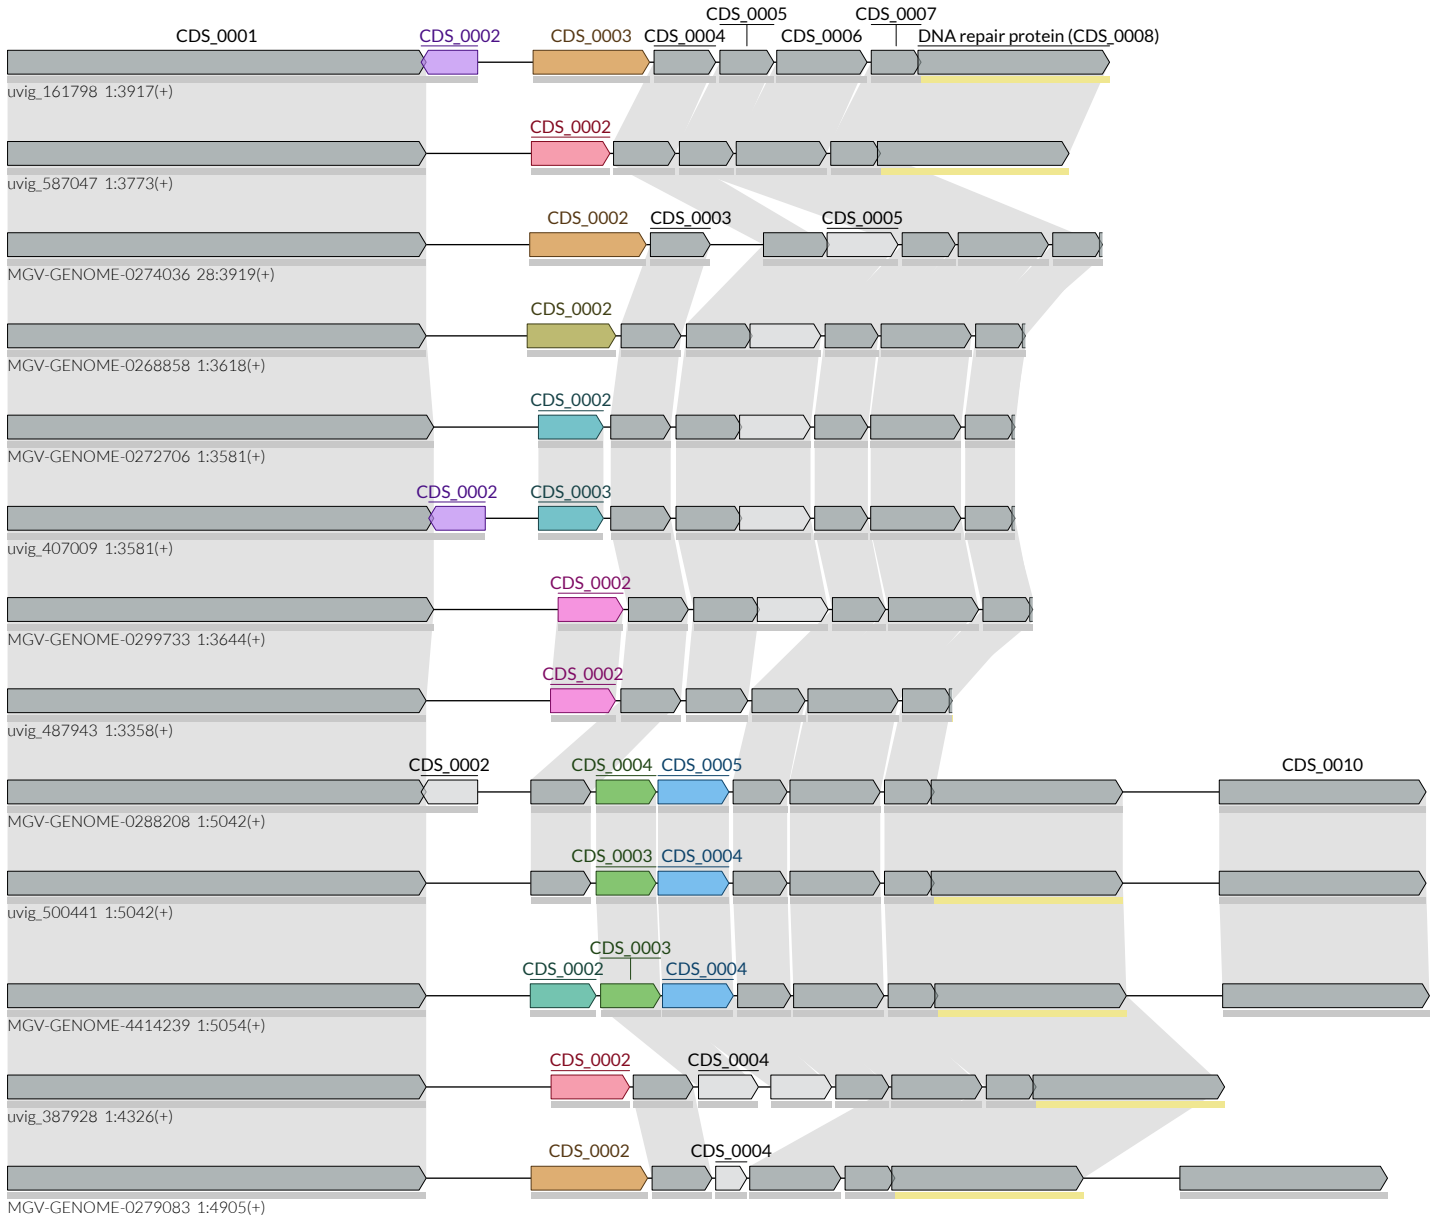 CDS_0005 CDS_0007
CDS_0001 CDS_0002 CDS_0003 CDS_0004 CDS_0006 DNA repair protein (CDS_0008)
uvig_161798 1:3917(+)
CDS_0002
uvig_587047 1:3773(+)
CDS_0002 CDS_0003 CDS_0005
MGV-GENOME-0274036 28:3919(+)
CDS_0002
MGV-GENOME-0268858 1:3618(+)
CDS_0002
MGV-GENOME-0272706 1:3581(+)
CDS_0002 CDS_0003
uvig_407009 1:3581(+)
CDS_0002
MGV-GENOME-0299733 1:3644(+)
CDS_0002
uvig_487943 1:3358(+)
CDS_0002 CDS_0004 CDS_0005 CDS_0010
MGV-GENOME-0288208 1:5042(+)
CDS_0003 CDS_0004
uvig_500441 1:5042(+)
CDS_0003
CDS_0002 CDS_0004
MGV-GENOME-4414239 1:5054(+)
CDS_0002 CDS_0004
uvig_387928 1:4326(+)
CDS_0002 CDS_0004
MGV-GENOME-0279083 1:4905(+)